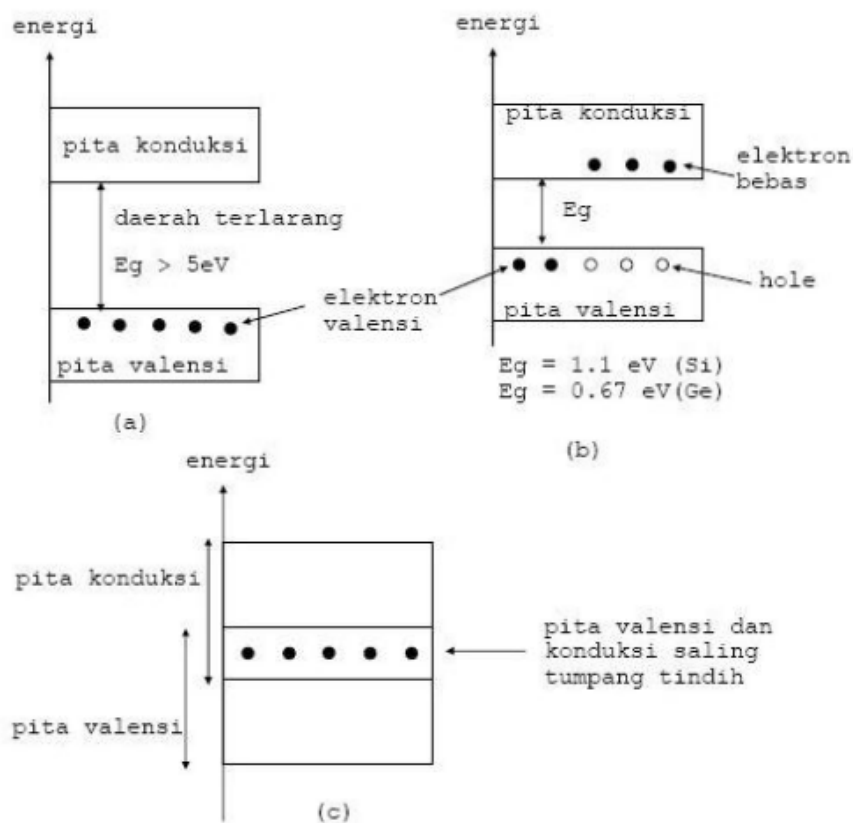 energi
pita konduksi
daerah terlarang
Eg > 5eV
elektron
valensi
pita valensi
(a)
energi
pita konduksi
elektron
bebas
Eg
hole
pita valensi
Eg = 1.1 eV (Si)
Eg = 0.67 eV(Ge)
(b)
energi
pita konduksi
pita valensi
pita valensi dan
konduksi saling
tumpang tindih
(c)